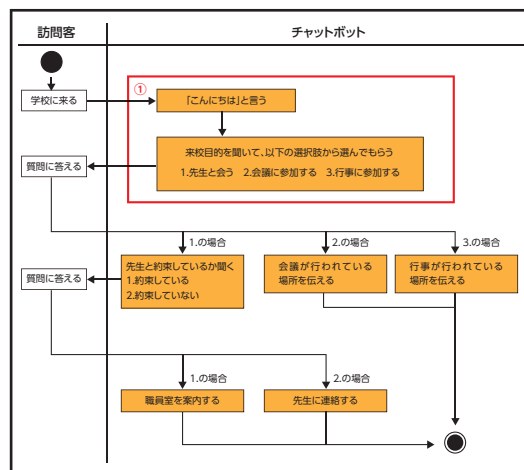 訪問客
チャットボット
①
学校に来る
「こんにちは」と言う
来校目的を聞いて、以下の選択肢から選んでもらう
1.先生と会う 2.会議に参加する 3.行事に参加する
質問に答える
1.の場合
2.の場合
3.の場合
先生と約束しているか聞く
1.約束している
2.約束していない
会議が行われている
場所を伝える
行事が行われている
場所を伝える
質問に答える
1.の場合
2.の場合
職員室を案内する
先生に連絡する